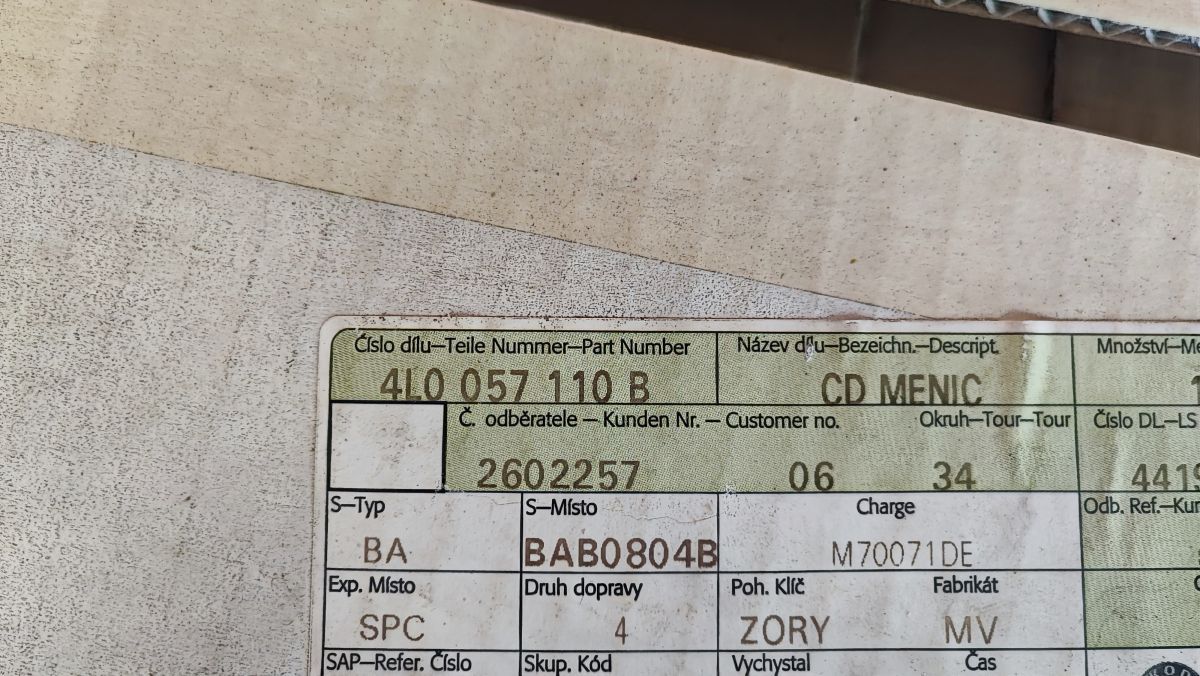 Číslo dílu–Teile Nummer–Part Number
4L0 057 110 B
Název dílu–Bezeichn.–Descript.
CD MENIC
Množství–Me
1
Č. odběratele – Kunden Nr. – Customer no.
Okruh–Tour–Tour
2602257
06 34
Číslo DL–LS
4419
S–Typ
BA
S–Místo
BAB0804B
Charge
M70071DE
Odb. Ref.–Kun
Exp. Místo
SPC
Druh dopravy
4
Poh. Klíč
ZORY
Fabrikát
MV
SAP–Refer. Číslo
Skup. Kód
Vychystal
Čas